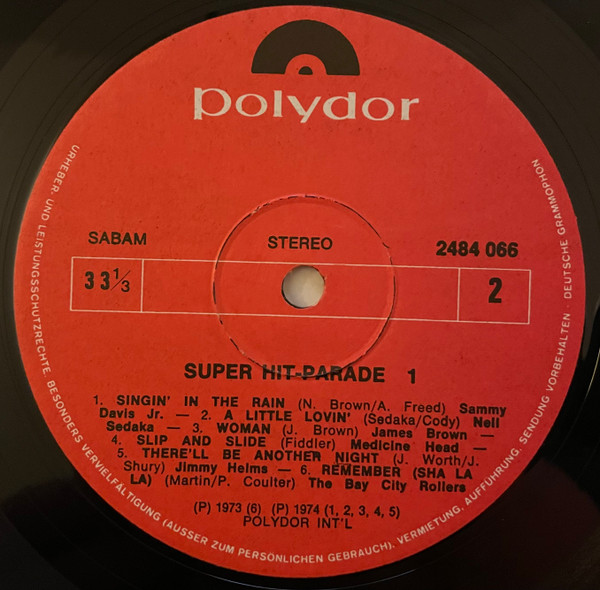 polydor
SABAM
STEREO
2484 066
33 1/3
2
SUPER HIT-PARADE 1
1. SINGIN' IN THE RAIN (N. Brown/A. Freed) Sammy
Davis Jr. — 2. A LITTLE LOVIN' (Sedaka/Cody) Neil
Sedaka — 3. WOMAN (J. Brown) James Brown —
4. SLIP AND SLIDE (Fiddler) Medicine Head —
5. THERE'LL BE ANOTHER NIGHT (J. Worth/J.
Shury) Jimmy Helms — 6. REMEMBER (SHA LA
LA) (Martin/P. Coulter) The Bay City Rollers
(P) 1973 (6) (P) 1974 (1, 2, 3, 4, 5)
POLYDOR INT'L
URHEBER- UND LEISTUNGSSCHUTZRECHTE, BESONDERS VERVIELFÄLTIGUNG (AUSSER ZUM PERSÖNLICHEN GEBRAUCH), VERMIETUNG, AUFFÜHRUNG, SENDUNG VORBEHALTEN · DEUTSCHE GRAMMOPHON